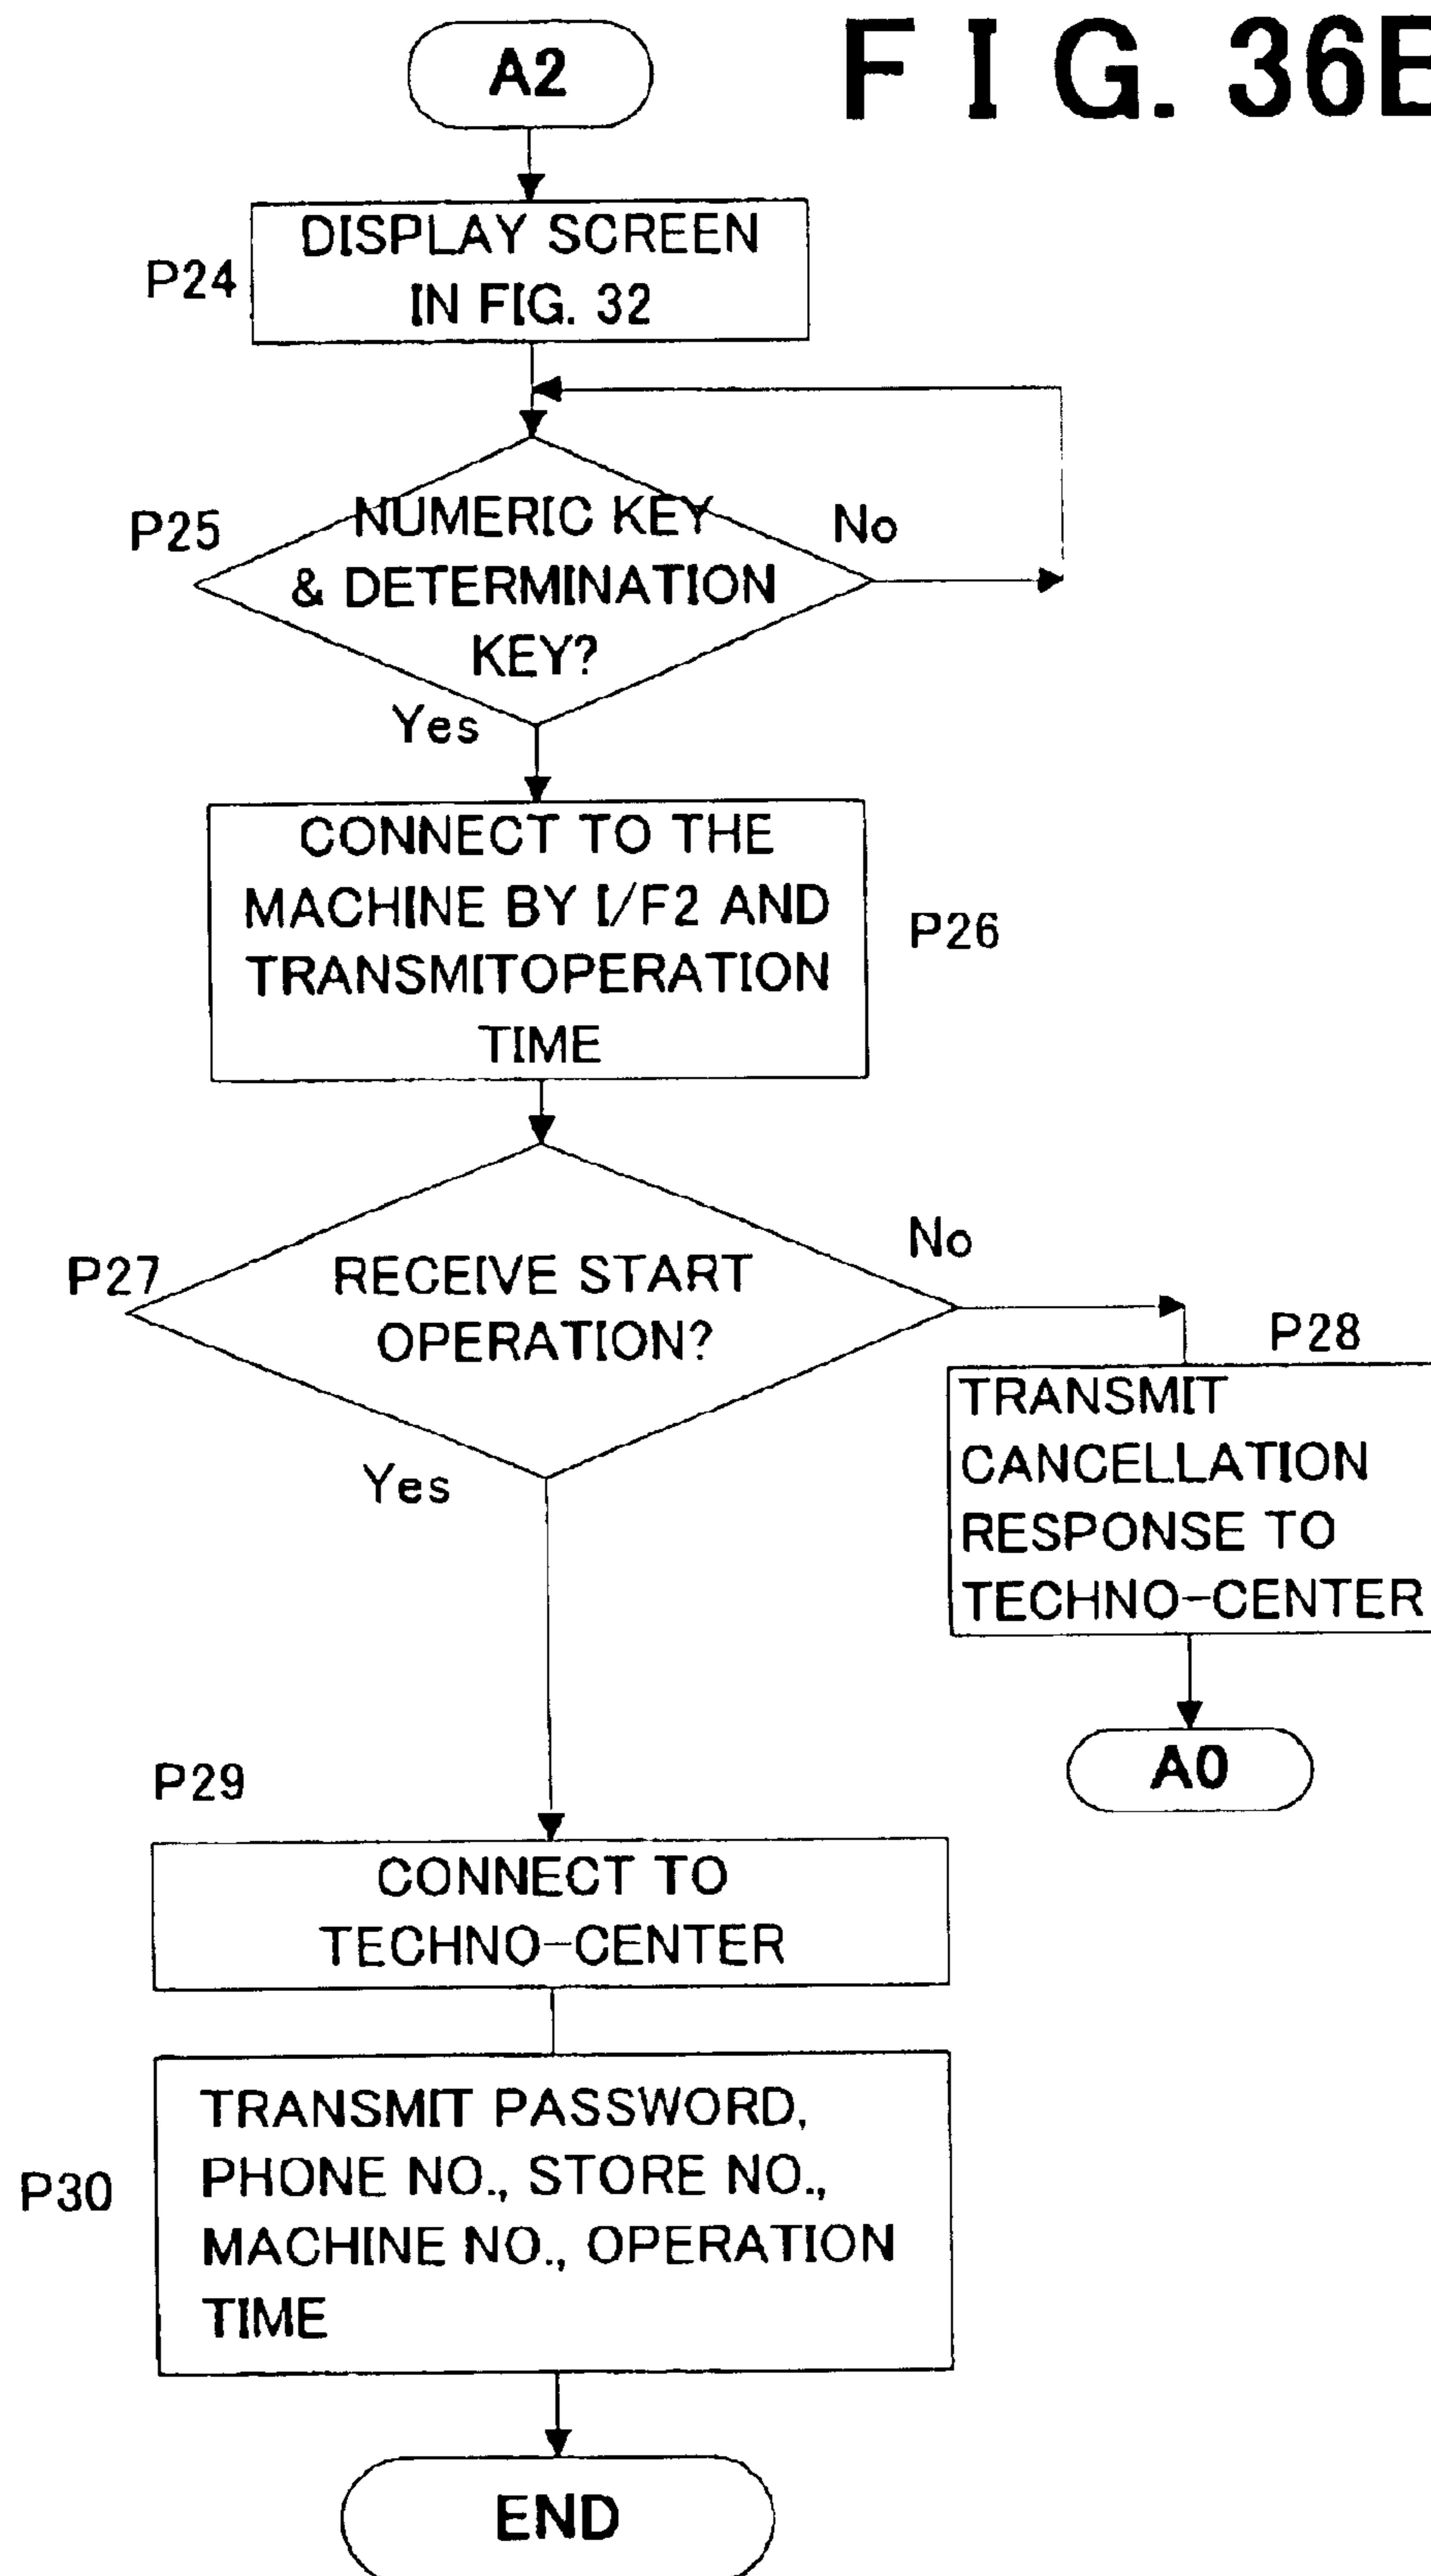 FIG. 36B
A2
P24
DISPLAY SCREEN
IN FIG. 32
P25
NUMERIC KEY
& DETERMINATION
KEY?
No
Yes
CONNECT TO THE
MACHINE BY I/F2 AND
TRANSMITOPERATION
TIME
P26
P27
RECEIVE START
OPERATION?
No
Yes
P28
TRANSMIT
CANCELLATION
RESPONSE TO
TECHNO-CENTER
A0
P29
CONNECT TO
TECHNO-CENTER
P30
TRANSMIT PASSWORD,
PHONE NO., STORE NO.,
MACHINE NO., OPERATION
TIME
END